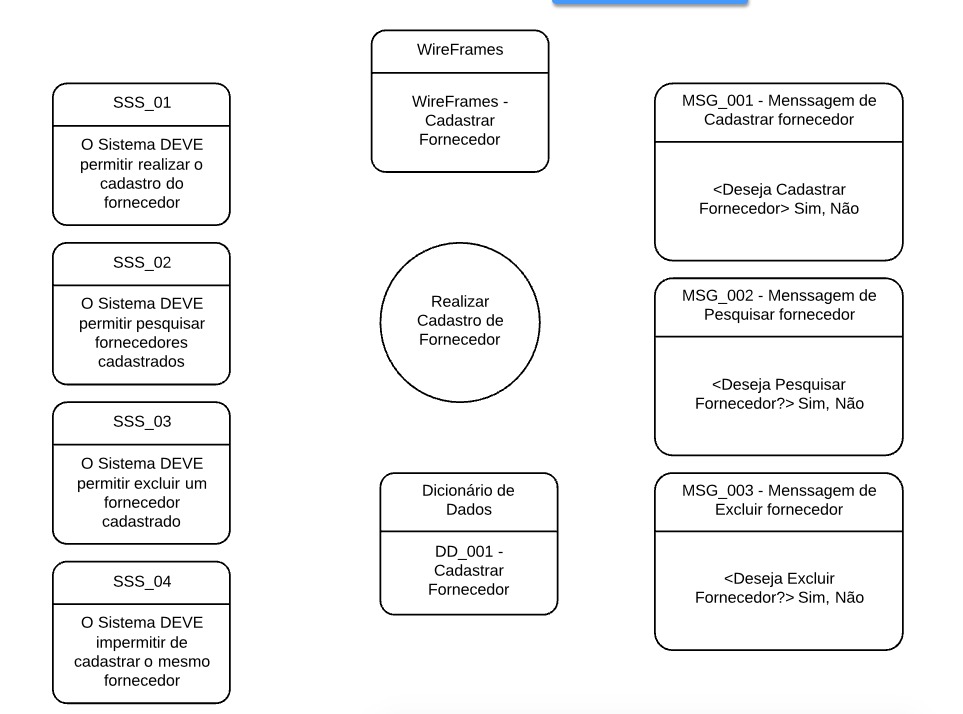 SSS_01
O Sistema DEVE
permitir realizar o
cadastro do
fornecedor
SSS_02
O Sistema DEVE
permitir pesquisar
fornecedores
cadastrados
SSS_03
O Sistema DEVE
permitir excluir um
fornecedor
cadastrado
SSS_04
O Sistema DEVE
impermitir de
cadastrar o mesmo
fornecedor
WireFrames
WireFrames -
Cadastrar
Fornecedor
Realizar
Cadastro de
Fornecedor
Dicionário de
Dados
DD_001 -
Cadastrar
Fornecedor
MSG_001 - Menssagem de
Cadastrar fornecedor
<Deseja Cadastrar
Fornecedor> Sim, Não
MSG_002 - Menssagem de
Pesquisar fornecedor
<Deseja Pesquisar
Fornecedor?> Sim, Não
MSG_003 - Menssagem de
Excluir fornecedor
<Deseja Excluir
Fornecedor?> Sim, Não